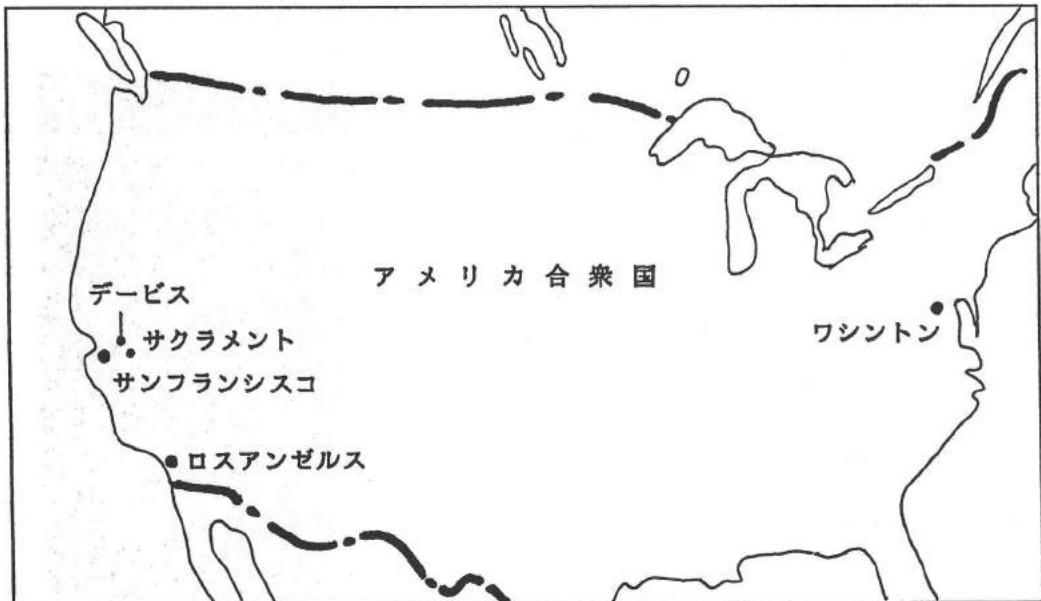 アメリカ合衆国
デービス
サクラメント
サンフランシスコ
ロスアンゼルス
ワシントン